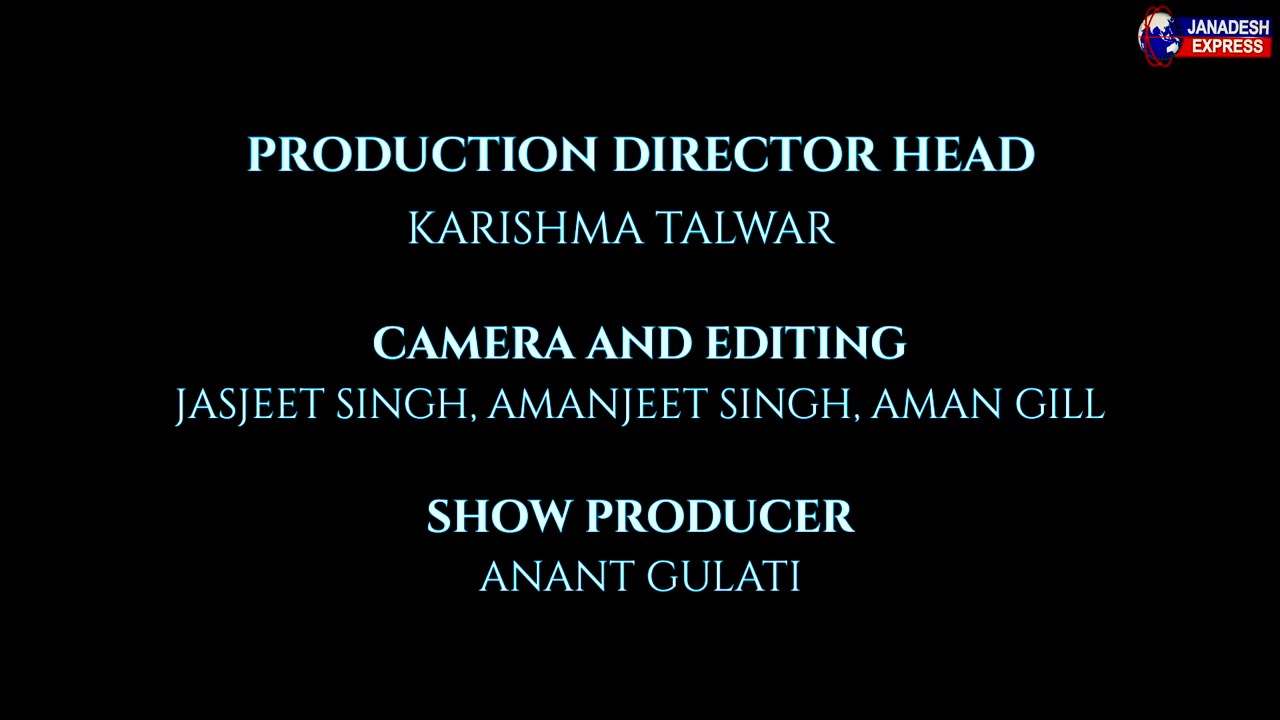 JANADESH
EXPRESS
PRODUCTION DIRECTOR HEAD
KARISHMA TALWAR
CAMERA AND EDITING
JASJEET SINGH, AMANJEET SINGH, AMAN GILL
SHOW PRODUCER
ANANT GULATI